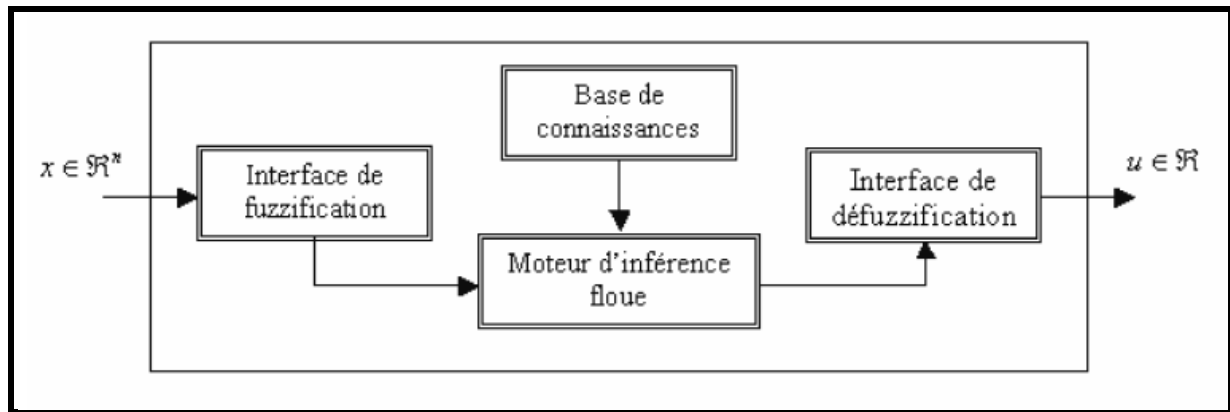 x ∈ ℜⁿ
Interface de
fuzzification
Base de
connaissances
Moteur d'inférence
floue
Interface de
défuzzification
u ∈ ℜ